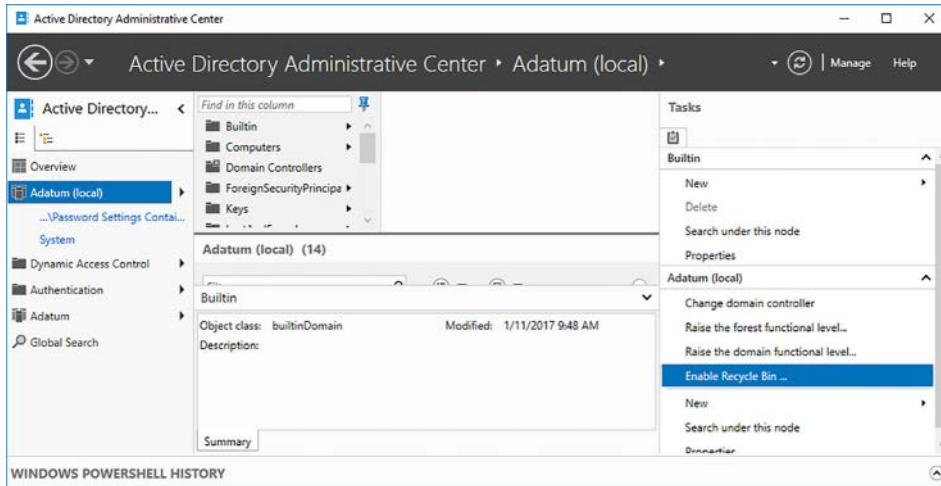 Active Directory Administrative Center
Active Directory Administrative Center • Adatum (local) •
Manage
Help
Active Directory...
Overview
Adatum (local)
...\Password Settings Contai...
System
Dynamic Access Control
Authentication
Adatum
Global Search
Find in this column
Builtin
Computers
Domain Controllers
ForeignSecurityPrincipa
Keys
Adatum (local) (14)
Builtin
Object class: builtinDomain Modified: 1/11/2017 9:48 AM
Description:
Summary
Tasks
Builtin
New
Delete
Search under this node
Properties
Adatum (local)
Change domain controller
Raise the forest functional level...
Raise the domain functional level...
Enable Recycle Bin ...
New
Search under this node
Properties
WINDOWS POWERSHELL HISTORY